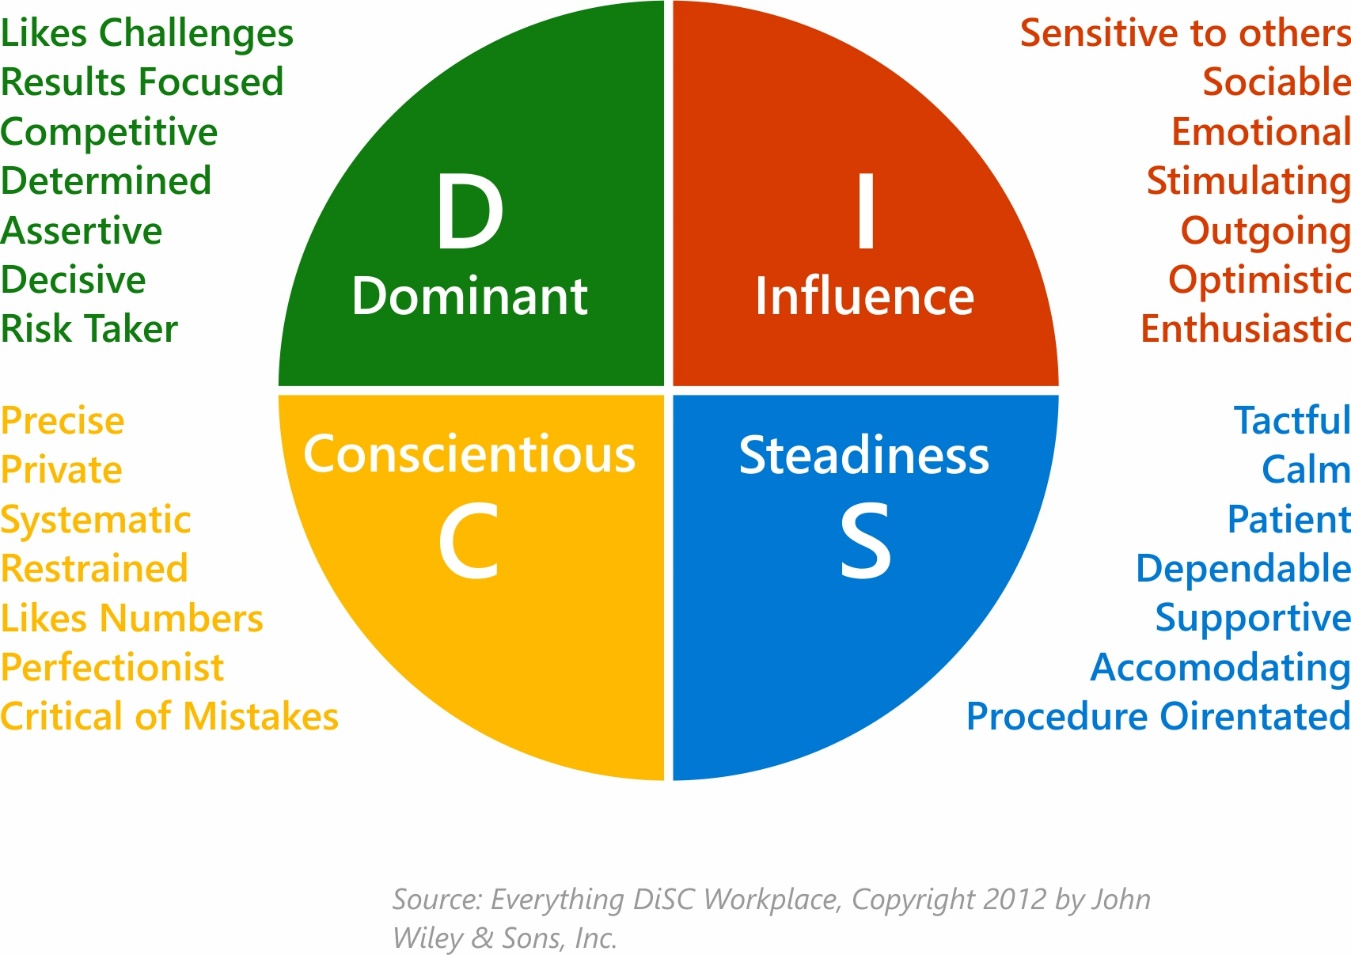 Likes Challenges
Results Focused
Competitive
Determined
Assertive
Decisive
Risk Taker
D
Dominant
I
Influence
Sensitive to others
Sociable
Emotional
Stimulating
Outgoing
Optimistic
Enthusiastic
Precise
Private
Systematic
Restrained
Likes Numbers
Perfectionist
Critical of Mistakes
Conscientious
C
Steadiness
S
Tactful
Calm
Patient
Dependable
Supportive
Accomodating
Procedure Oirentated
Source: Everything DiSC Workplace, Copyright 2012 by John
Wiley & Sons, Inc.